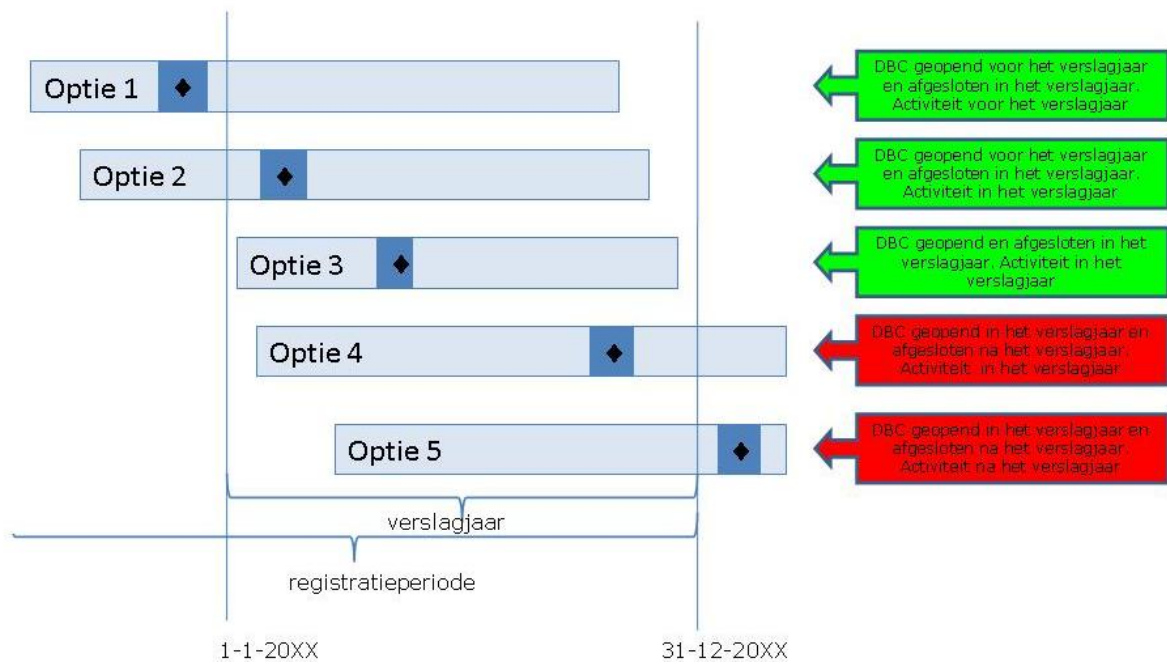 Optie 1
DBC geopend voor het verslagjaar
en afgesloten in het verslagjaar.
Activiteit voor het verslagjaar
Optie 2
DBC geopend voor het verslagjaar
en afgesloten in het verslagjaar.
Activiteit in het verslagjaar
Optie 3
DBC geopend en afgesloten in het
verslagjaar. Activiteit in het
verslagjaar
Optie 4
DBC geopend in het verslagjaar en
afgesloten na het verslagjaar.
Activiteit in het verslagjaar
Optie 5
DBC geopend in het verslagjaar en
afgesloten na het verslagjaar.
Activiteit na het verslagjaar
verslagjaar
registratieperiode
1-1-20XX
31-12-20XX